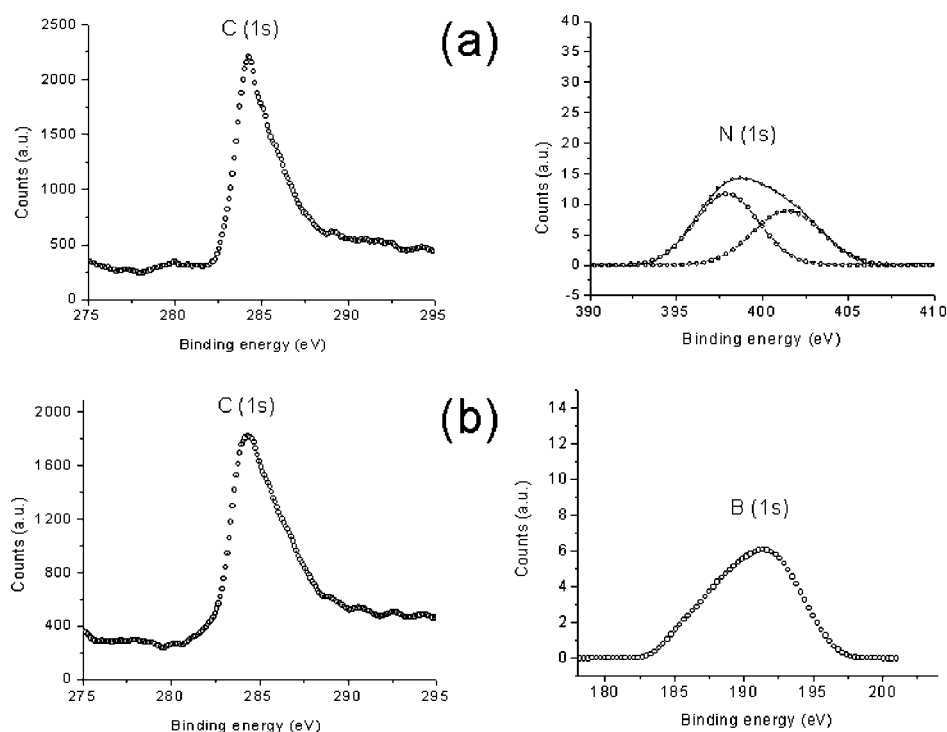 C (1s)
(a)
2500
2000
1500
1000
500
0
Counts (a.u.)
275 280 285 290 295
Binding energy (eV)
N (1s)
40
35
30
25
20
15
10
5
0
-5
Counts (a.u.)
390 395 400 405 410
Binding energy (eV)
C (1s)
(b)
2000
1600
1200
800
400
0
Counts (a.u.)
275 280 285 290 295
Binding energy (eV)
B (1s)
14
12
10
8
6
4
2
0
Counts (a.u.)
180 185 191 195 200
Binding energy (eV)